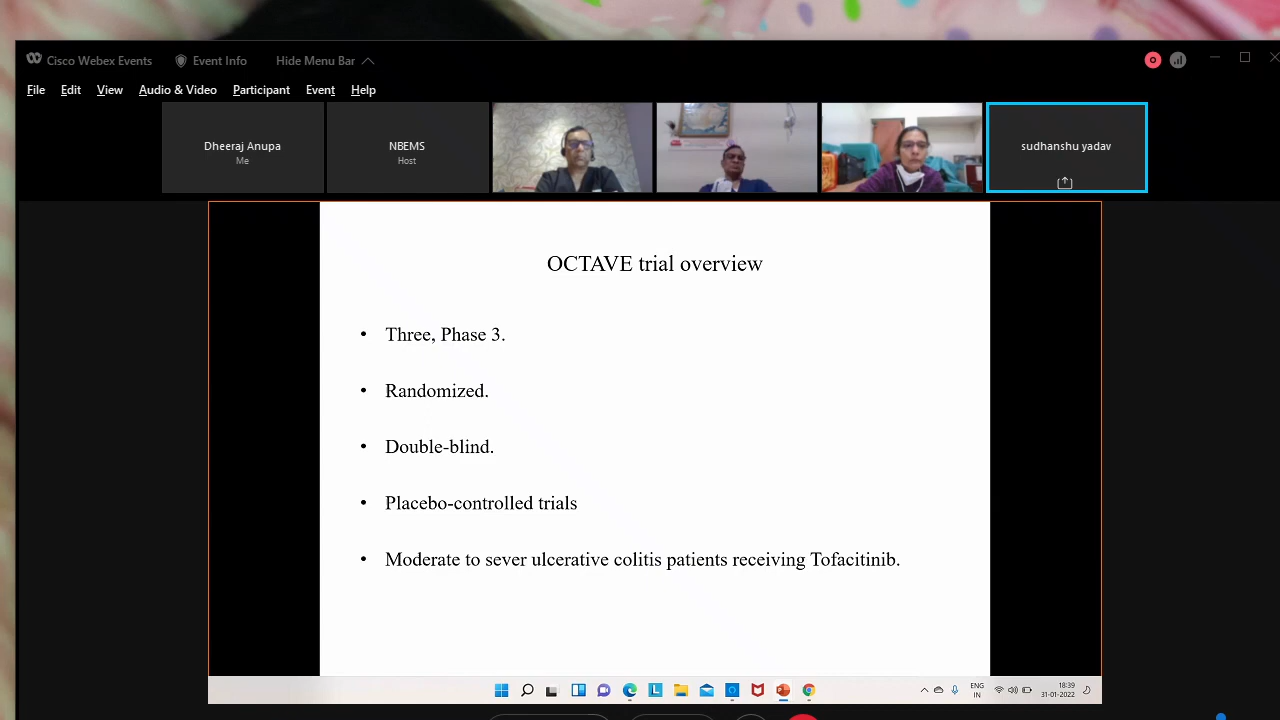 Cisco Webex Events
Event Info
Hide Menu Bar
File Edit View Audio & Video Participant Event Help
Dheeraj Anupa
Me
NBEMS
Host
sudhanshu yadav
OCTAVE trial overview
• Three, Phase 3.
• Randomized.
• Double-blind.
• Placebo-controlled trials
• Moderate to sever ulcerative colitis patients receiving Tofacitinib.
ENG
IN
18:39
31-01-2022